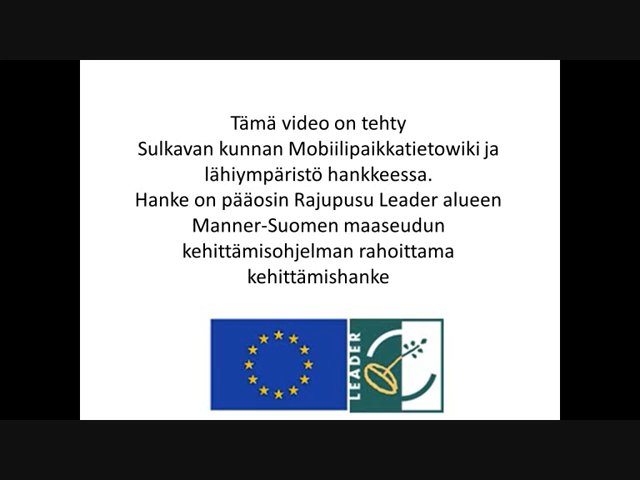 Tämä video on tehty
Sulkavan kunnan Mobiilipaikkatietowiki ja
lähiympäristö hankkeessa.
Hanke on pääosin Rajupusu Leader alueen
Manner-Suomen maaseudun
kehittämisohjelman rahoittama
kehittämishanke
LEADER